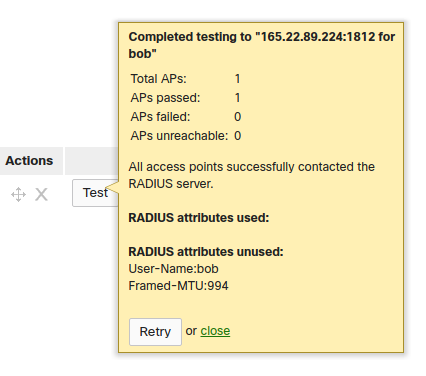 Completed testing to "165.22.89.224:1812 for
bob"
Total APs: 1
APs passed: 1
APs failed: 0
APs unreachable: 0
Actions
All access points successfully contacted the
RADIUS server.
Test
RADIUS attributes used:
RADIUS attributes unused:
User-Name:bob
Framed-MTU:994
Retry or close